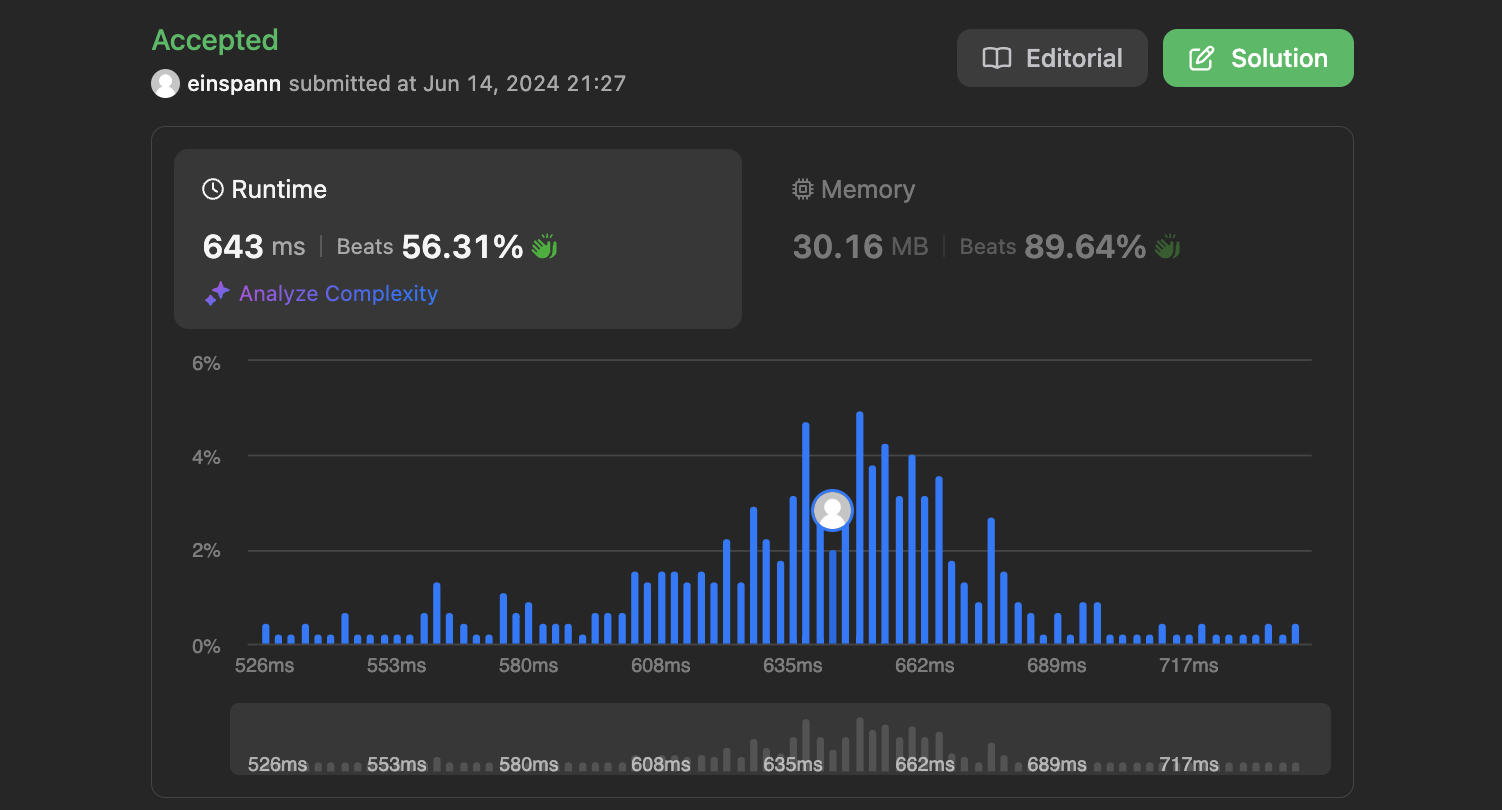 Accepted
einspann submitted at Jun 14, 2024 21:27
Editorial
Solution
Runtime
643 ms | Beats 56.31%
Analyze Complexity
Memory
30.16 MB | Beats 89.64%
6%
4%
2%
0%
526ms 553ms 580ms 608ms 635ms 662ms 689ms 717ms
526ms 553ms 580ms 608ms 635ms 662ms 689ms 717ms